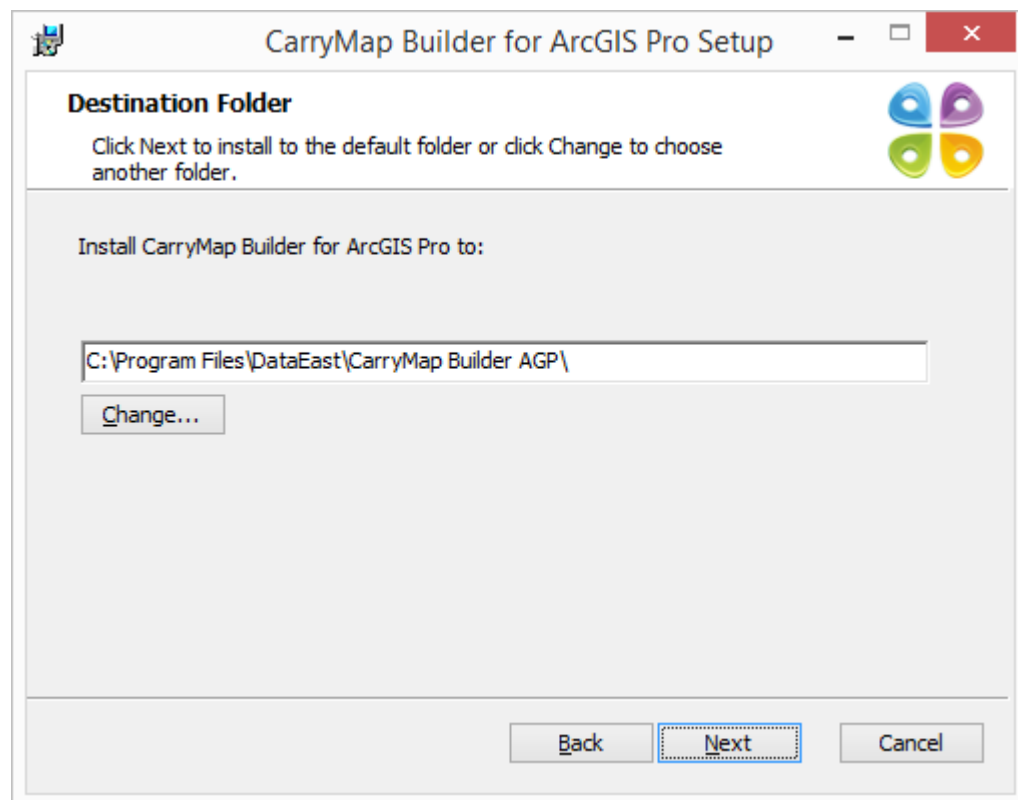 CarryMap Builder for ArcGIS Pro Setup
Destination Folder
Click Next to install to the default folder or click Change to choose
another folder.
Install CarryMap Builder for ArcGIS Pro to:
C:\Program Files\DataEast\CarryMap Builder AGP\
Change...
Back
Next
Cancel